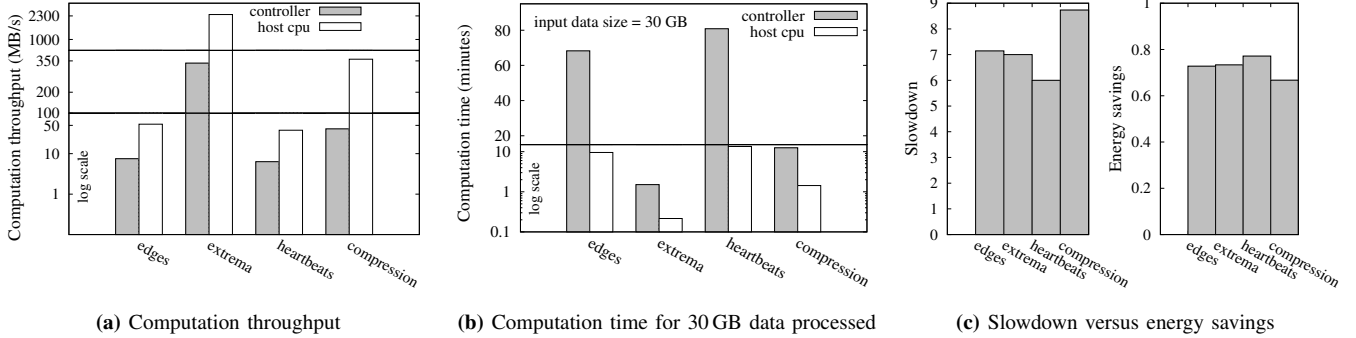 Computation throughput (MB/s)
2300
1000
350
100
50
10
1
log scale
controller
host cpu
edges
extrema
heartbeats
compression
(a) Computation throughput
Computation time (minutes)
80
60
40
20
10
1
0.1
log scale
input data size = 30 GB
controller
host cpu
edges
extrema
heartbeats
compression
(b) Computation time for 30 GB data processed
Slowdown
9
8
7
6
5
4
3
2
1
0
edges
extrema
heartbeats
compression
Energy savings
1
0.8
0.6
0.4
0.2
0
edges
extrema
heartbeats
compression
(c) Slowdown versus energy savings